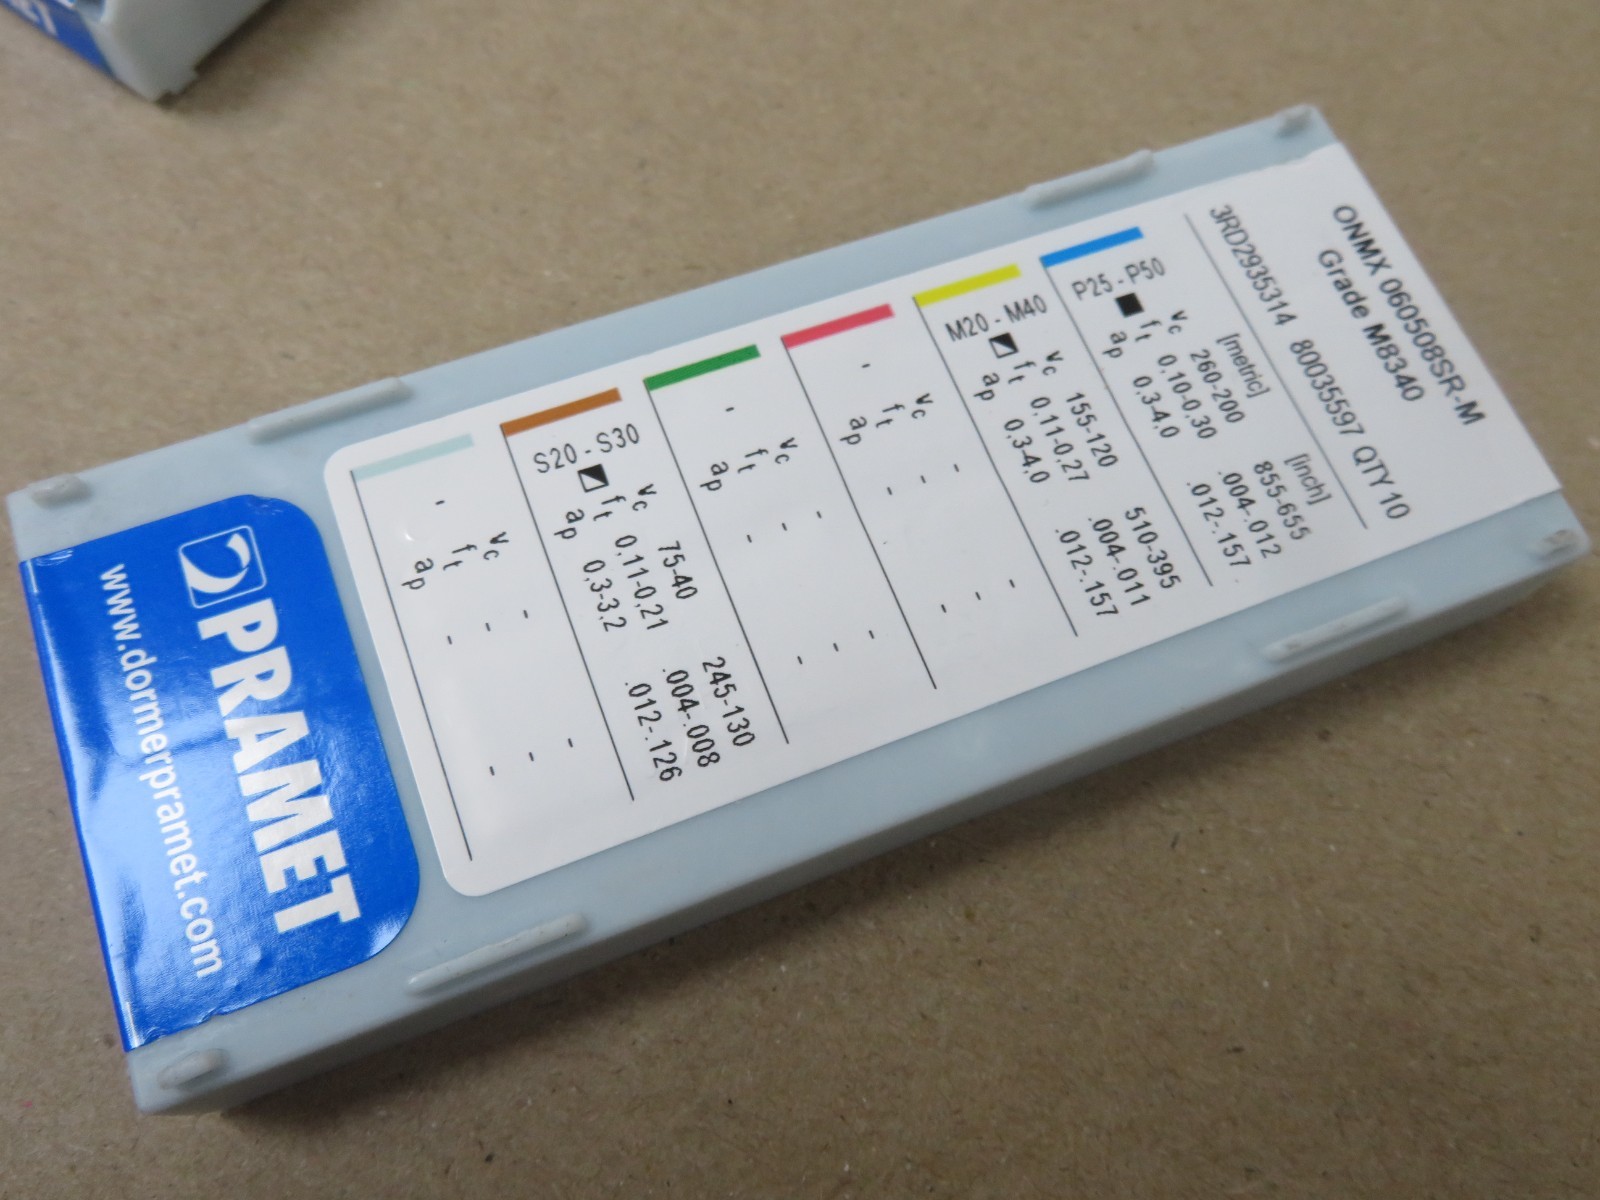 ONMX 060508SR-M
Grade M8340
3RD2935314 80035597 QTY 10
[metric] [inch]
P25 - P50 vc 260-200 855-655
ft 0,10-0,30 .004-.012
ap 0,3-4,0 .012-.157
M20 - M40 vc 155-120 510-395
ft 0,11-0,27 .004-.011
ap 0,3-4,0 .012-.157
- vc - -
ft - -
ap - -
- vc - -
ft - -
ap - -
S20 - S30 vc 75-40 245-130
ft 0,11-0,21 .004-.008
ap 0,3-3,2 .012-.126
- vc - -
ft - -
ap - -
PRAMET
www.dormerpramet.com